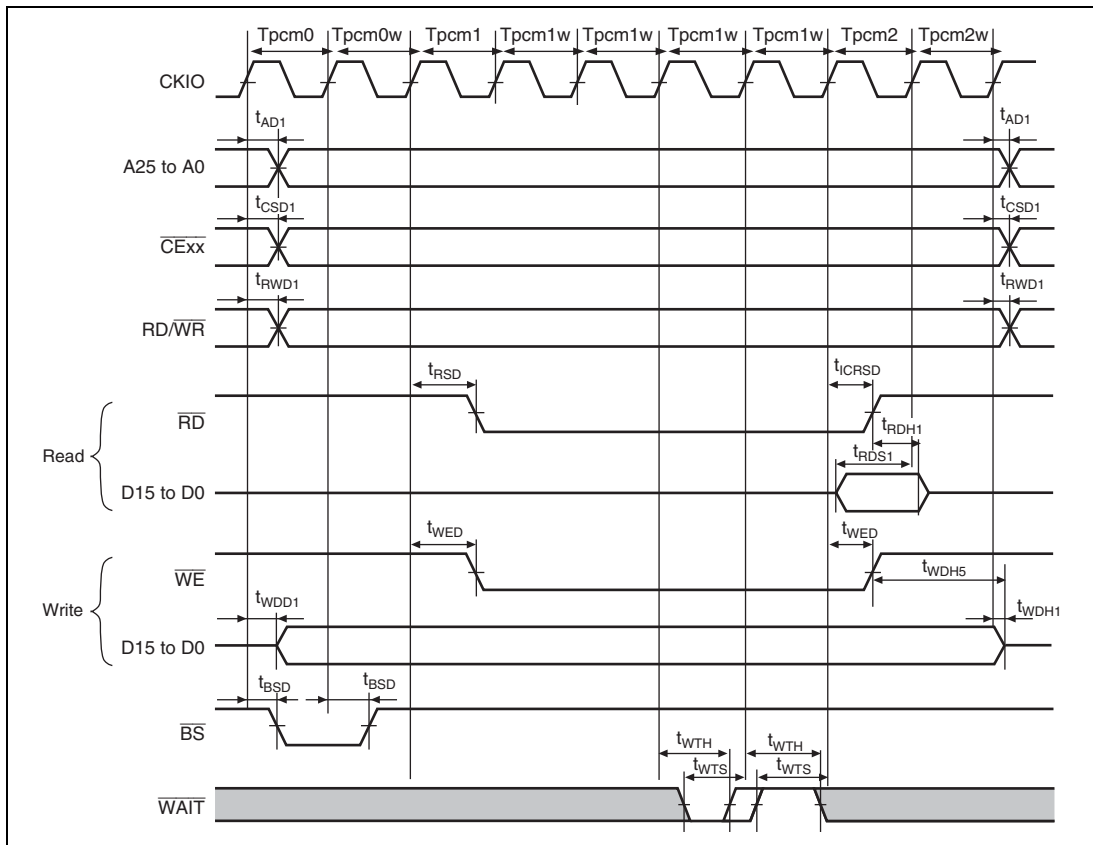 Tpcm0 Tpcm0w Tpcm1 Tpcm1w Tpcm1w Tpcm1w Tpcm1w Tpcm2 Tpcm2w
CKIO
tAD1 tAD1
A25 to A0
tCSD1 tCSD1
CExx
tRWD1 tRWD1
RD/WR
tRSD tICRSD
RD
tRDH1
Read
tRDS1
D15 to D0
tWED tWED
WE
tWDH5
Write
tWDD1 tWDH1
D15 to D0
tBSD tBSD
BS
tWTH tWTH
tWTS tWTS
WAIT